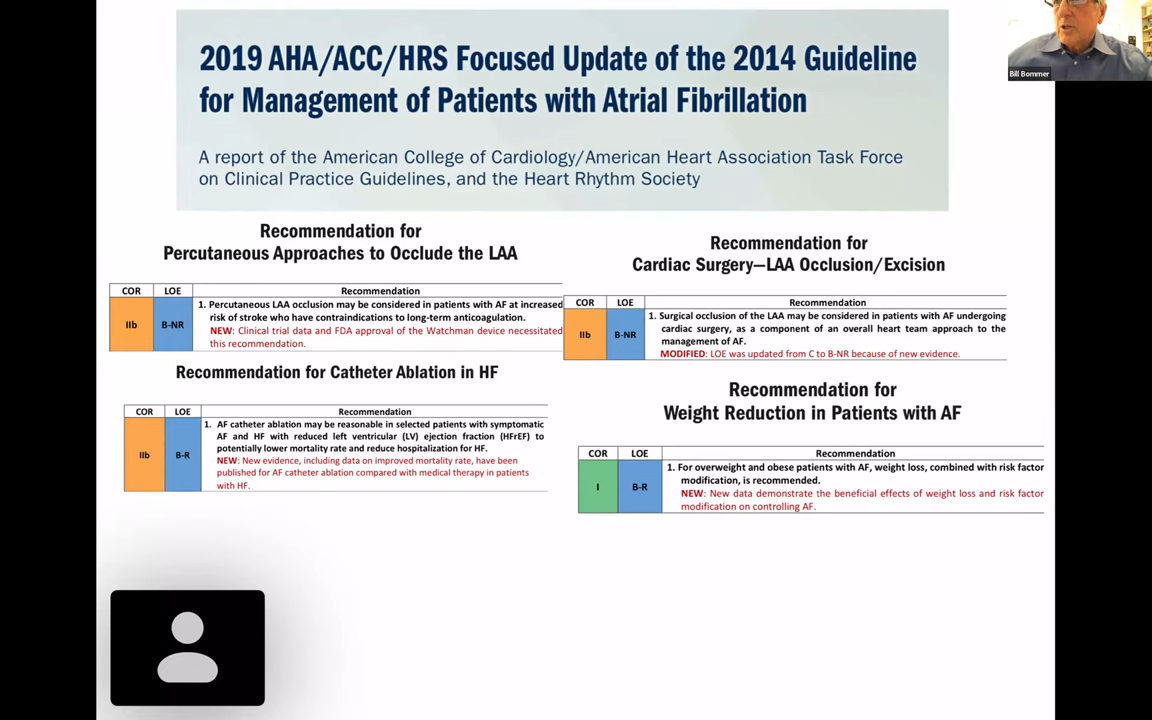 2019 AHA/ACC/HRS Focused Update of the 2014 Guideline
for Management of Patients with Atrial Fibrillation
A report of the American College of Cardiology/American Heart Association Task Force
on Clinical Practice Guidelines, and the Heart Rhythm Society
Bill Bommer
Recommendation for
Percutaneous Approaches to Occlude the LAA
COR LOE Recommendation
IIb B-NR
1. Percutaneous LAA occlusion may be considered in patients with AF at increased
risk of stroke who have contraindications to long-term anticoagulation.
NEW: Clinical trial data and FDA approval of the Watchman device necessitated
this recommendation.
Recommendation for
Cardiac Surgery—LAA Occlusion/Excision
COR LOE Recommendation
IIb B-NR
1. Surgical occlusion of the LAA may be considered in patients with AF undergoing
cardiac surgery, as a component of an overall heart team approach to the
management of AF.
MODIFIED: LOE was updated from C to B-NR because of new evidence.
Recommendation for Catheter Ablation in HF
COR LOE Recommendation
IIb B-R
1. AF catheter ablation may be reasonable in selected patients with symptomatic
AF and HF with reduced left ventricular (LV) ejection fraction (HFrEF) to
potentially lower mortality rate and reduce hospitalization for HF.
NEW: New evidence, including data on improved mortality rate, have been
published for AF catheter ablation compared with medical therapy in patients
with HF.
Recommendation for
Weight Reduction in Patients with AF
COR LOE Recommendation
I B-R
1. For overweight and obese patients with AF, weight loss, combined with risk factor
modification, is recommended.
NEW: New data demonstrate the beneficial effects of weight loss and risk factor
modification on controlling AF.